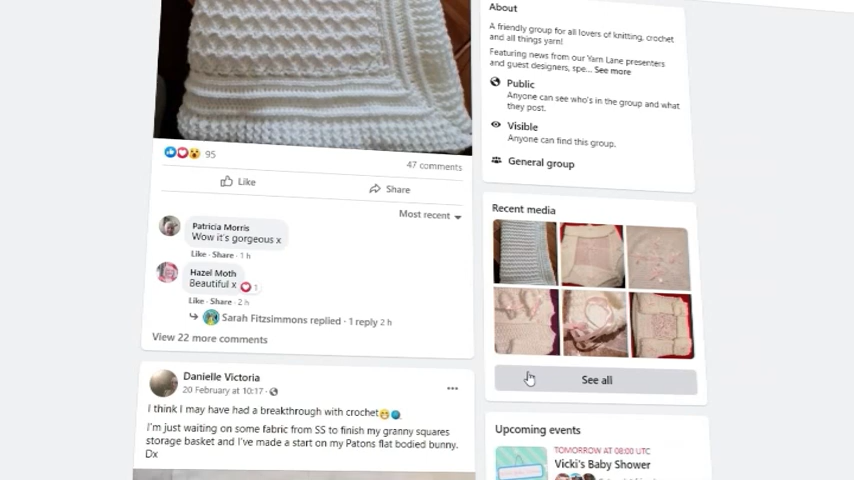 95
47 comments
Like
Share
Most recent
Patricia Morris
Wow it's gorgeous x
Like · Share · 1 h
Hazel Moth
Beautiful x
1
Like · Share · 2 h
Sarah Fitzsimmons replied · 1 reply 2 h
View 22 more comments
Danielle Victoria
20 February at 10:17 ·
I think I may have had a breakthrough with crochet
I'm just waiting on some fabric from SS to finish my granny squares
storage basket and I've made a start on my Patons flat bodied bunny.
Dx
About
A friendly group for all lovers of knitting, crochet
and all things yarn!
Featuring news from our Yarn Lane presenters
and guest designers, spe... See more
Public
Anyone can see who's in the group and what
they post.
Visible
Anyone can find this group.
General group
Recent media
See all
Upcoming events
TOMORROW AT 08:00 UTC
Vicki's Baby Shower